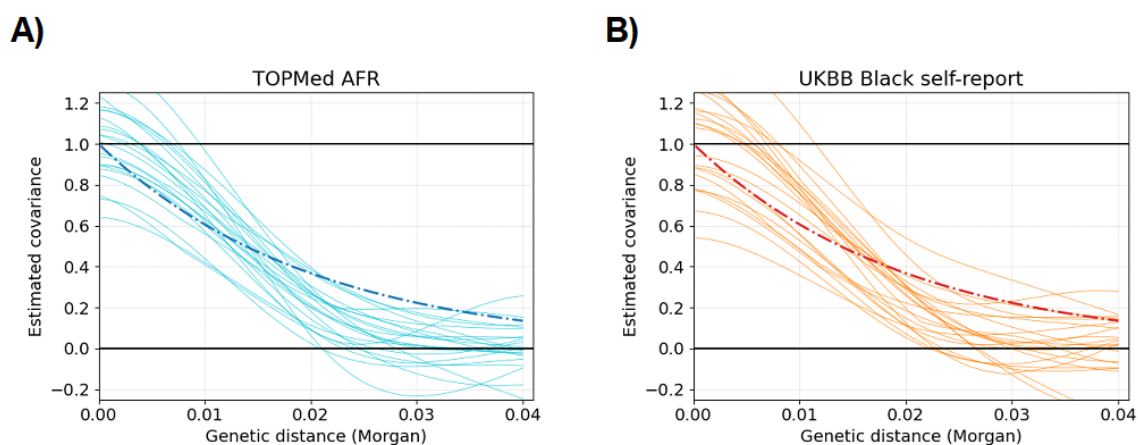 A)
B)
TOPMed AFR
UKBB Black self-report
Estimated covariance
1.2
1.0
0.8
0.6
0.4
0.2
0.0
−0.2
0.00 0.01 0.02 0.03 0.04
Genetic distance (Morgan)
Estimated covariance
1.2
1.0
0.8
0.6
0.4
0.2
0.0
−0.2
0.00 0.01 0.02 0.03 0.04
Genetic distance (Morgan)